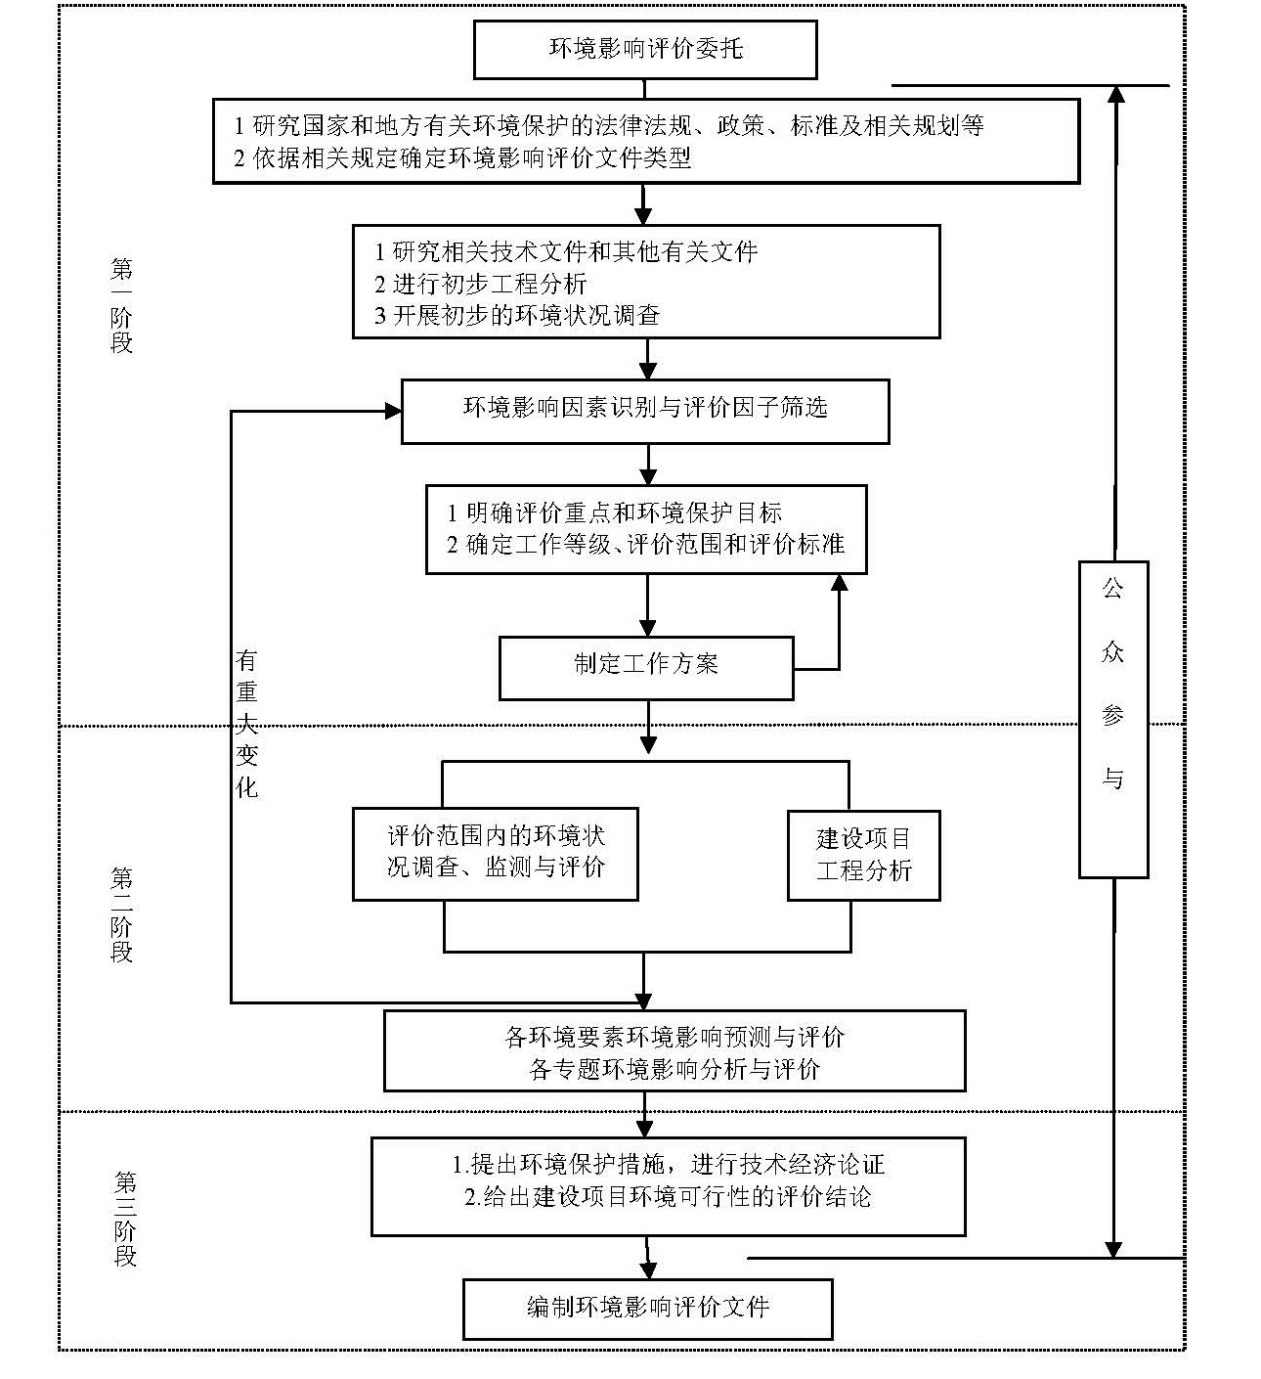 环境影响评价委托
1 研究国家和地方有关环境保护的法律法规、政策、标准及相关规划等
2 依据相关规定确定环境影响评价文件类型
1 研究相关技术文件和其他有关文件
2 进行初步工程分析
3 开展初步的环境状况调查
第一阶段
环境影响因素识别与评价因子筛选
1 明确评价重点和环境保护目标
2 确定工作等级、评价范围和评价标准
制定工作方案
公众参与
有重大变化
评价范围内的环境状
况调查、监测与评价
建设项目
工程分析
第二阶段
各环境要素环境影响预测与评价
各专题环境影响分析与评价
1.提出环境保护措施，进行技术经济论证
2.给出建设项目环境可行性的评价结论
第三阶段
编制环境影响评价文件